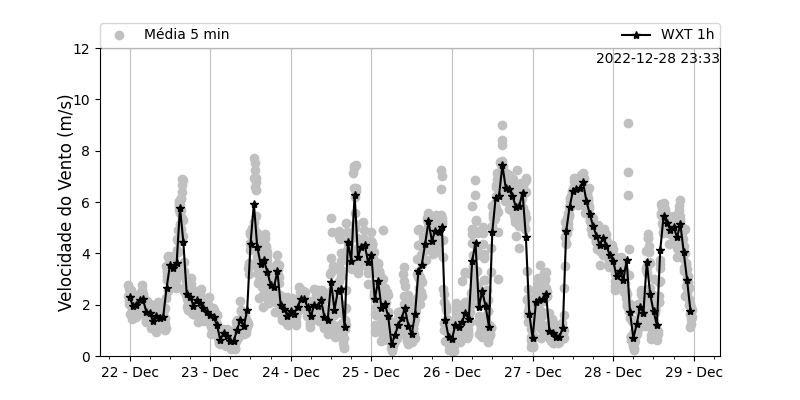 Média 5 min
WXT 1h
2022-12-28 23:33
Velocidade do Vento (m/s)
12
10
8
6
4
2
0
22 - Dec 23 - Dec 24 - Dec 25 - Dec 26 - Dec 27 - Dec 28 - Dec 29 - Dec